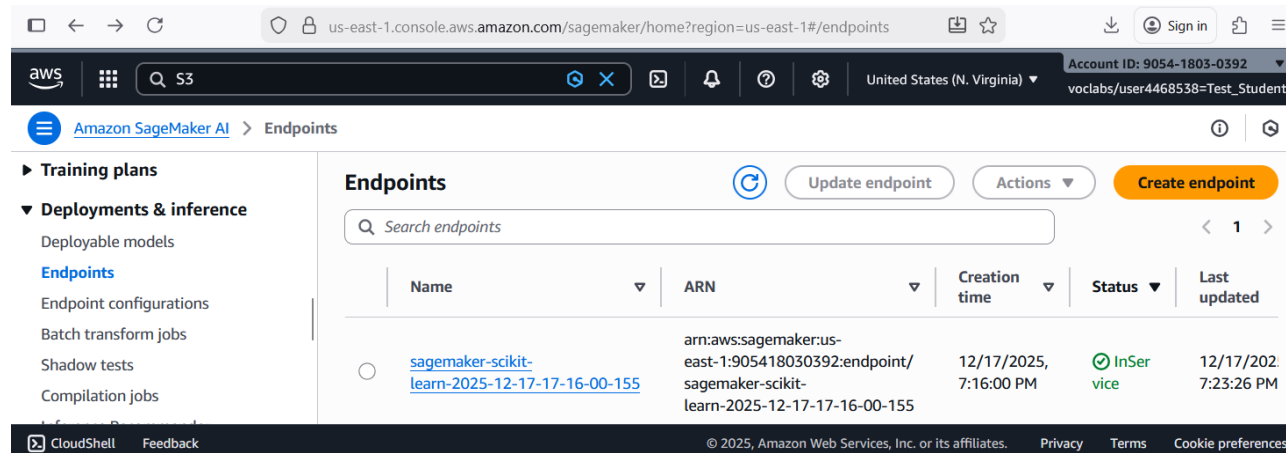 us-east-1.console.aws.amazon.com/sagemaker/home?region=us-east-1#/endpoints
Sign in
aws
S3
United States (N. Virginia)
Account ID: 9054-1803-0392
voclabs/user4468538=Test_Student
Amazon SageMaker AI > Endpoints
Training plans
Deployments & inference
Deployable models
Endpoints
Endpoint configurations
Batch transform jobs
Shadow tests
Compilation jobs
Endpoints
Update endpoint
Actions
Create endpoint
Search endpoints
1
Name
ARN
Creation
time
Status
Last
updated
sagemaker-scikit-
learn-2025-12-17-17-16-00-155
arn:aws:sagemaker:us-
east-1:905418030392:endpoint/
sagemaker-scikit-
learn-2025-12-17-17-16-00-155
12/17/2025,
7:16:00 PM
InSer
vice
12/17/202
7:23:26 PM
CloudShell
Feedback
© 2025, Amazon Web Services, Inc. or its affiliates.
Privacy
Terms
Cookie preferences